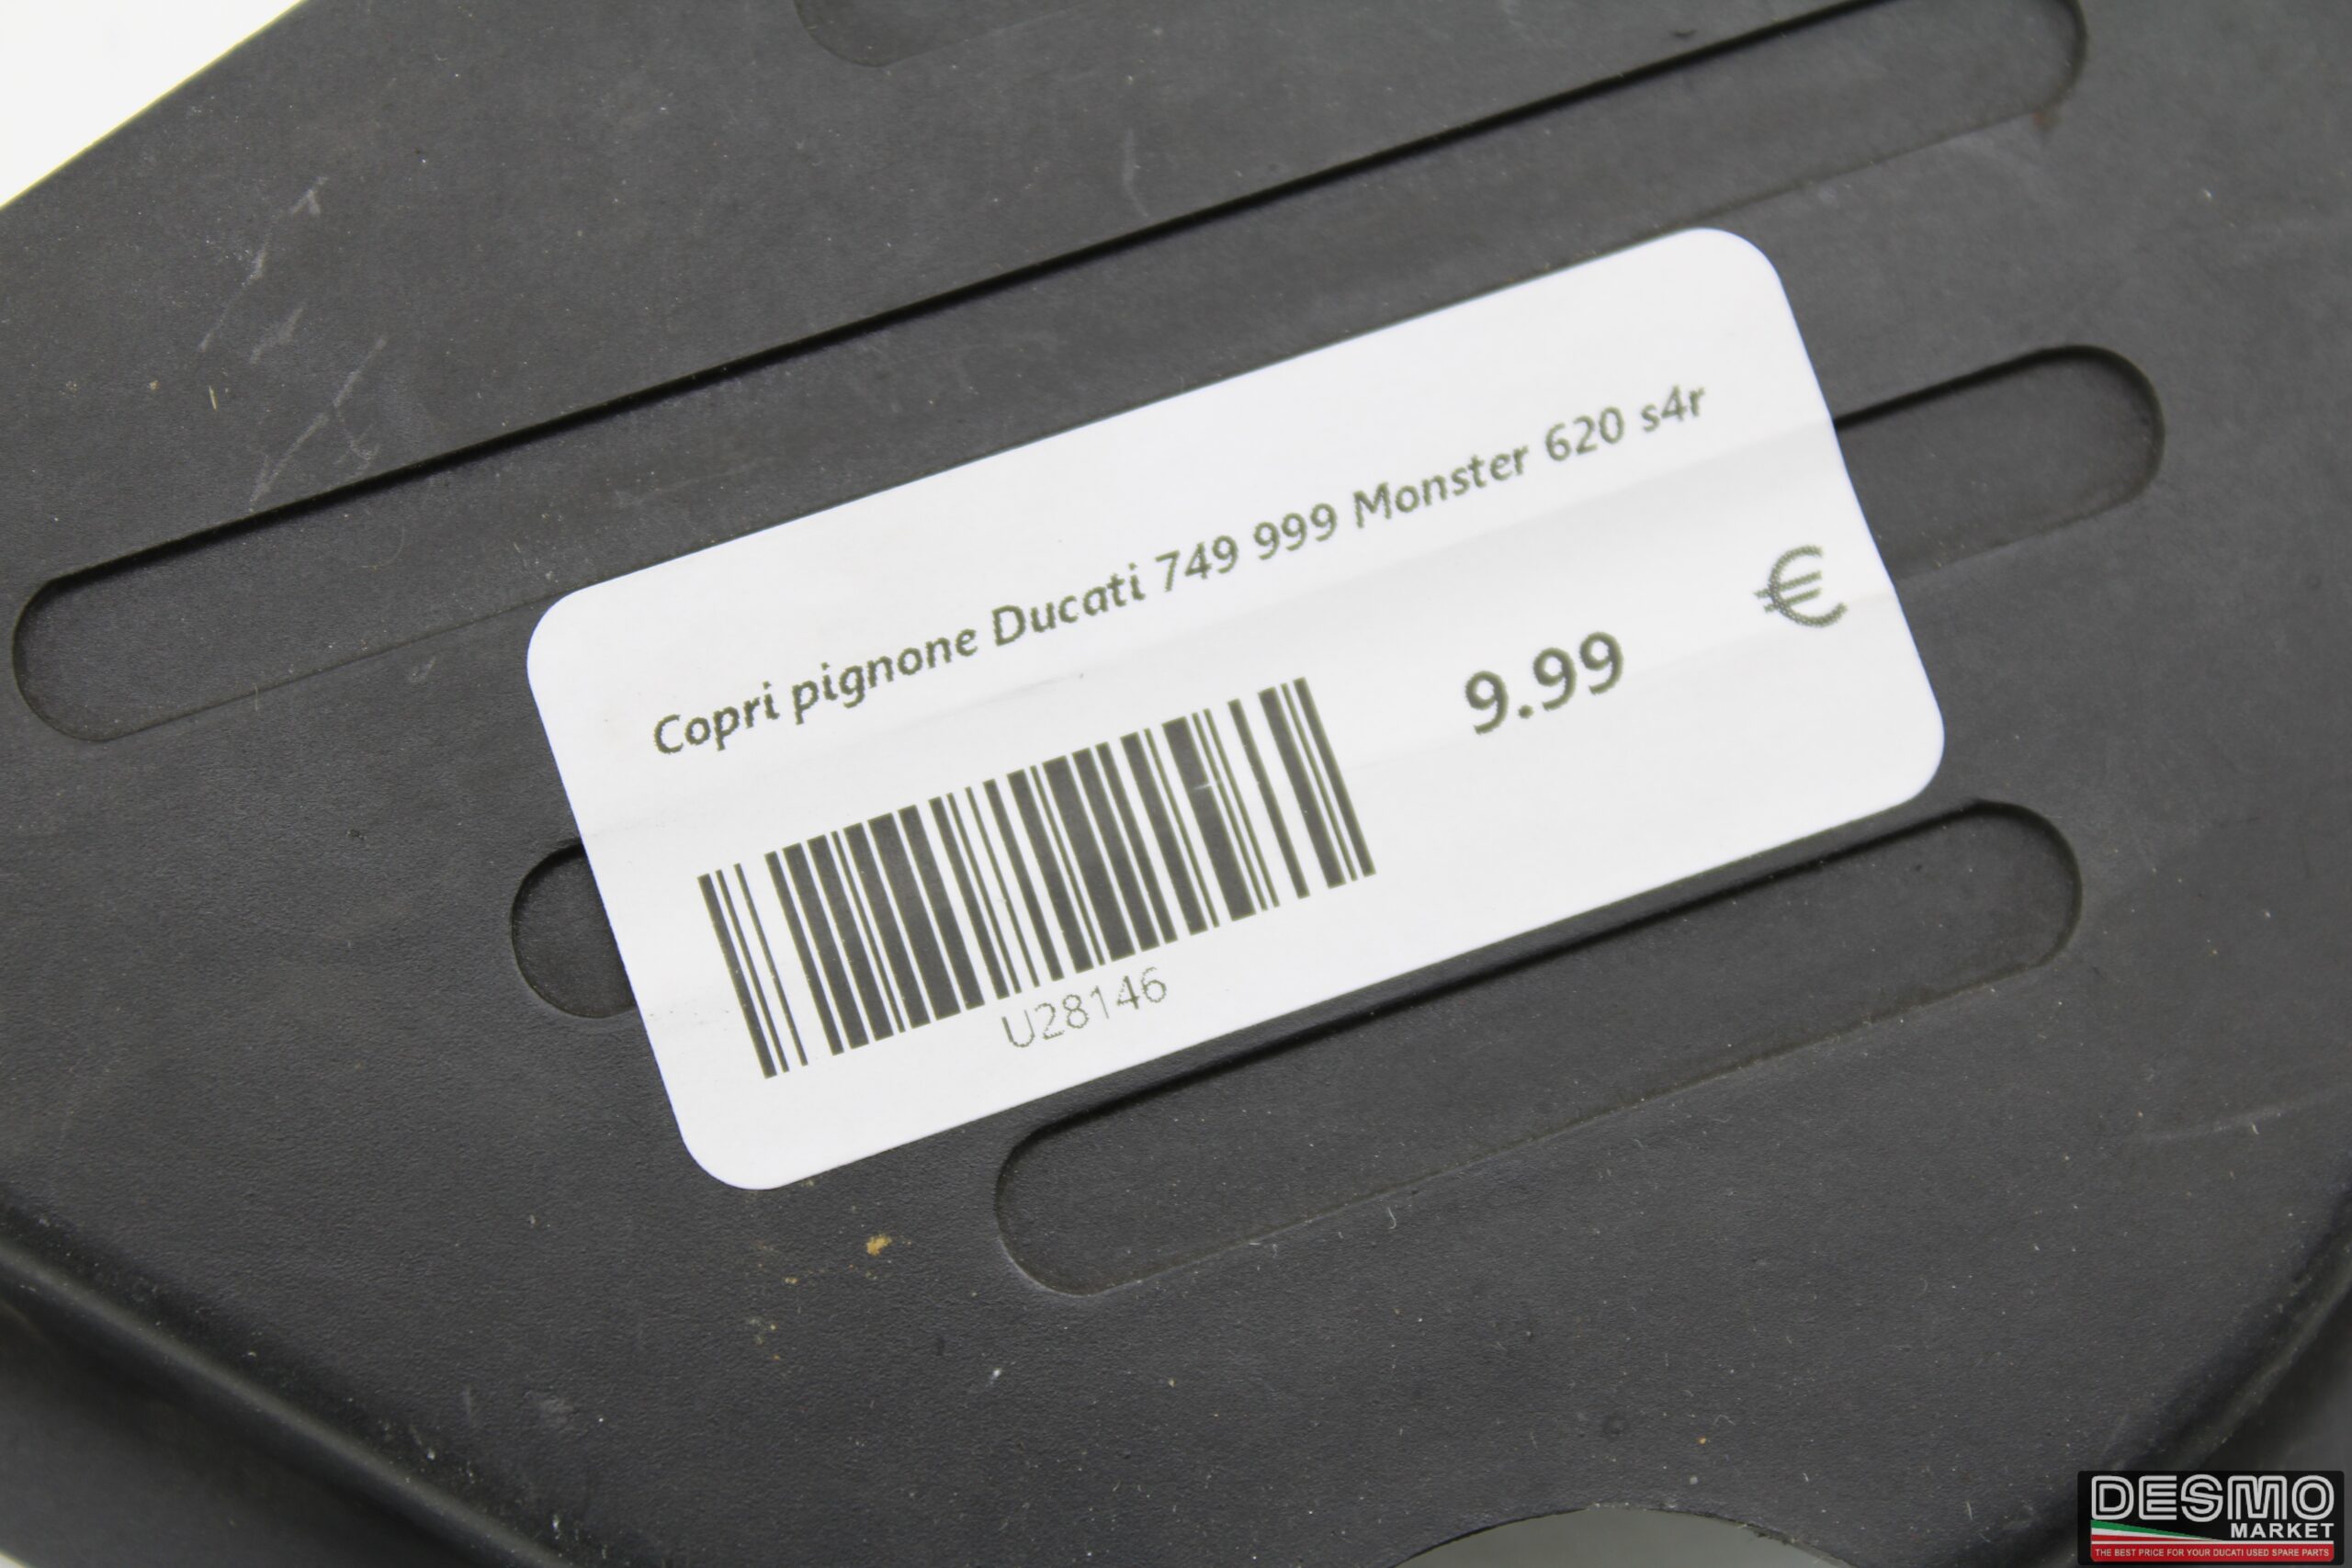 Copri pignone Ducati 749 999 Monster 620 s4r
9.99 €
U28146
DESMO
MARKET
THE BEST PRICE FOR YOUR DUCATI USED SPARE PARTS